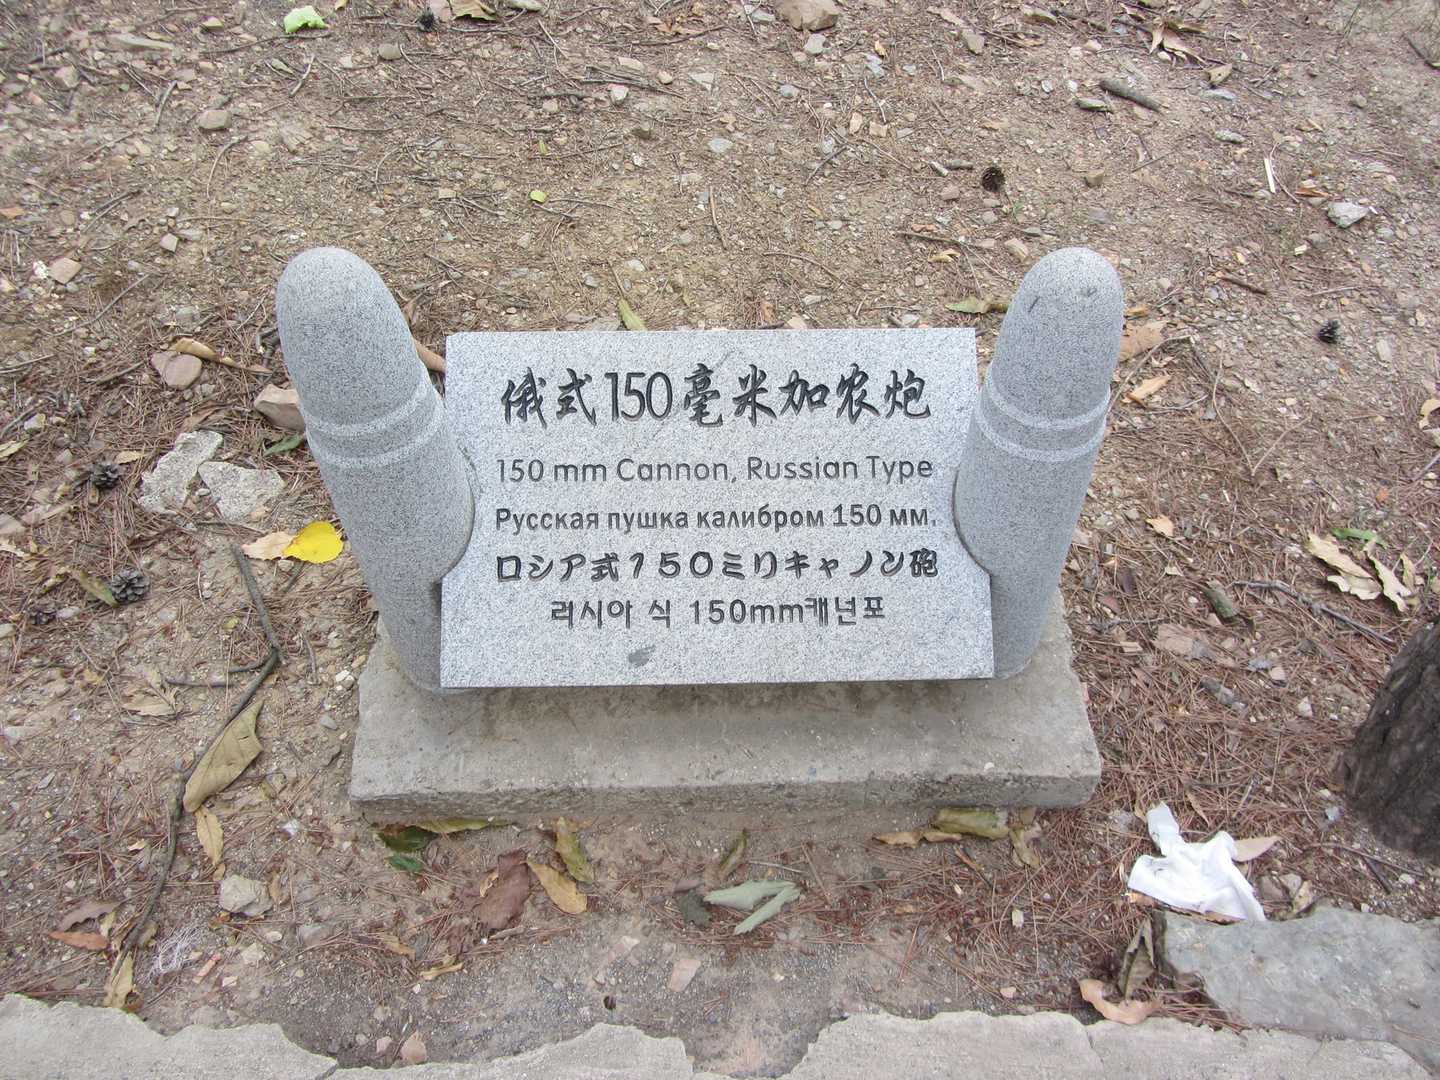 俄式150毫米加农炮
150 mm Cannon, Russian Type
Русская пушка калибром 150 мм.
ロシア式150ミリキャノン砲
러시아 식 150mm캐넌포